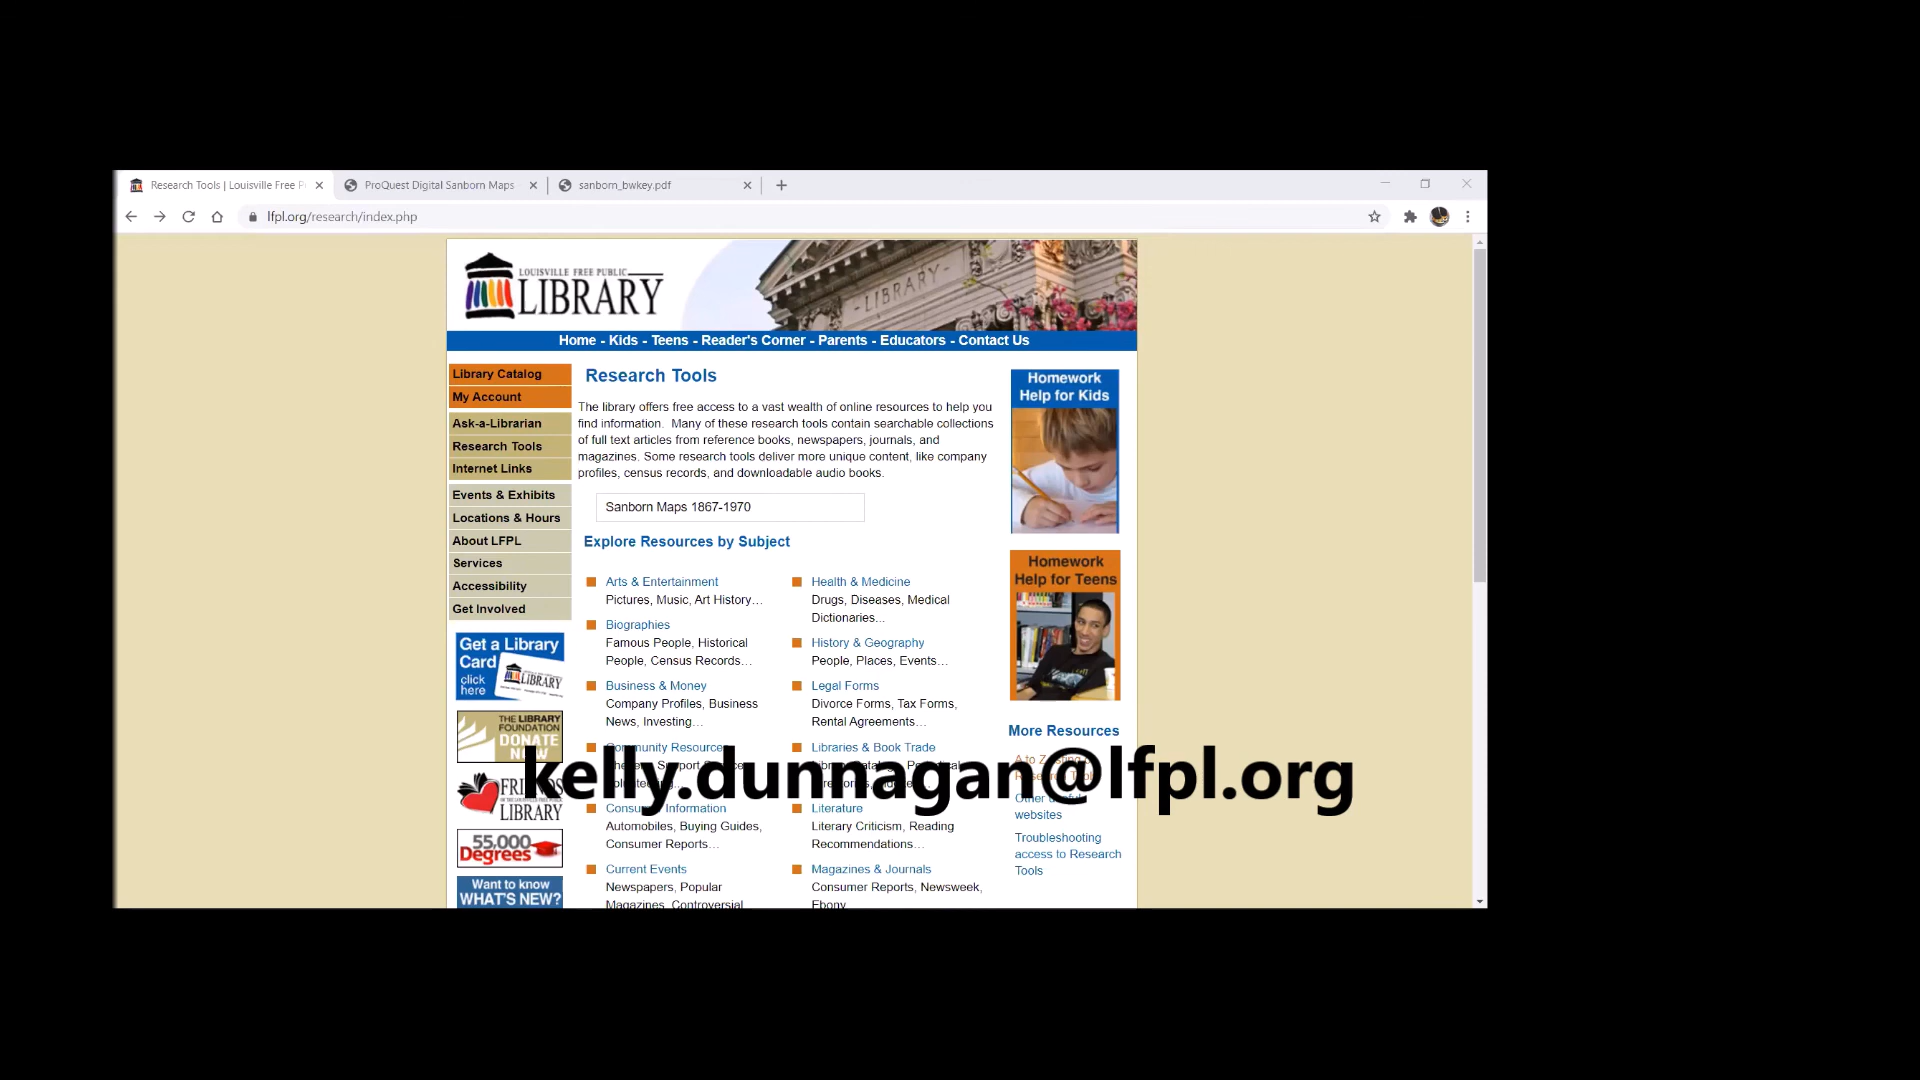 Research Tools | Louisville Free P
ProQuest Digital Sanborn Maps
sanborn_bwkey.pdf
lfpl.org/research/index.php
LOUISVILLE FREE PUBLIC
LIBRARY
LIBRARY
Home - Kids - Teens - Reader's Corner - Parents - Educators - Contact Us
Library Catalog
My Account
Ask-a-Librarian
Research Tools
Internet Links
Events & Exhibits
Locations & Hours
About LFPL
Services
Accessibility
Get Involved
Get a Library
Card
click
here
LIBRARY
THE LIBRARY
FOUNDATION
DONATE
NOW
FRIENDS
LIBRARY
55,000
Degrees
Want to know
WHAT'S NEW?
Research Tools
The library offers free access to a vast wealth of online resources to help you
find information. Many of these research tools contain searchable collections
of full text articles from reference books, newspapers, journals, and
magazines. Some research tools deliver more unique content, like company
profiles, census records, and downloadable audio books.
Sanborn Maps 1867-1970
Explore Resources by Subject
Arts & Entertainment
Pictures, Music, Art History…
Biographies
Famous People, Historical
People, Census Records…
Business & Money
Company Profiles, Business
News, Investing…
Community Resources
Consumer Information
Automobiles, Buying Guides,
Consumer Reports…
Current Events
Newspapers, Popular
Magazines, Controversial
Health & Medicine
Drugs, Diseases, Medical
Dictionaries...
History & Geography
People, Places, Events…
Legal Forms
Divorce Forms, Tax Forms,
Rental Agreements…
Libraries & Book Trade
Literature
Literary Criticism, Reading
Recommendations…
Magazines & Journals
Consumer Reports, Newsweek,
Ebony
Homework
Help for Kids
Homework
Help for Teens
More Resources
A to Z
Other
websites
Troubleshooting
access to Research
Tools
kelly.dunnagan@lfpl.org